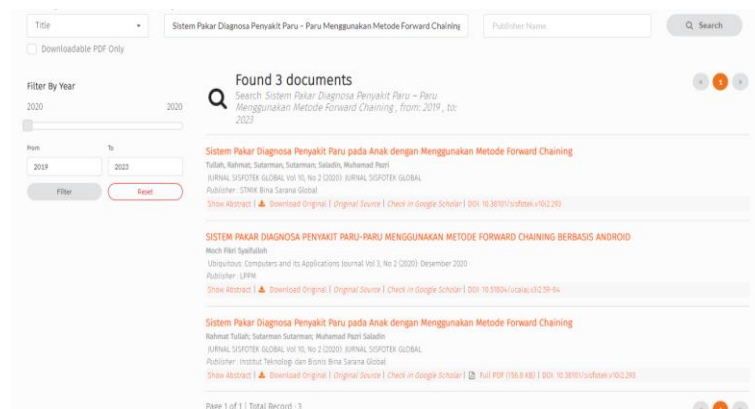 Title
Sistem Pakar Diagnosa Penyakit Paru – Paru Menggunakan Metode Forward Chaining
Publisher Name
Search
Downloadable PDF Only
Filter By Year
2020
2020
From
To
2019
2023
Filter
Reset
Found 3 documents
Search Sistem Pakar Diagnosa Penyakit Paru – Paru
Menggunakan Metode Forward Chaining , from: 2019 , to:
2023
«
1
»
Sistem Pakar Diagnosa Penyakit Paru pada Anak dengan Menggunakan Metode Forward Chaining
Tullah, Rahmat, Sutarman, Sutarman; Saladin, Muhamad Pazri
JURNAL SISFOTEK GLOBAL Vol 10, No 2 (2020): JURNAL SISFOTEK GLOBAL
Publisher : STMIK Bina Sarana Global
Show Abstract | Download Original | Original Source | Check in Google Scholar | DOI: 10.38101/sisfotek.v10i2.293
SISTEM PAKAR DIAGNOSA PENYAKIT PARU-PARU MENGGUNAKAN METODE FORWARD CHAINING BERBASIS ANDROID
Moch Fikri Syaifulloh
Ubiquitous: Computers and its Applications Journal Vol 3, No 2 (2020): Desember 2020
Publisher : LPPM
Show Abstract | Download Original | Original Source | Check in Google Scholar | DOI: 10.51804/ucaiaj.v3i2.59-64
Sistem Pakar Diagnosa Penyakit Paru pada Anak dengan Menggunakan Metode Forward Chaining
Rahmat Tullah; Sutarman Sutarman; Muhamad Pazri Saladin
JURNAL SISFOTEK GLOBAL Vol 10, No 2 (2020): JURNAL SISFOTEK GLOBAL
Publisher : Institut Teknologi dan Bisnis Bina Sarana Global
Show Abstract | Download Original | Original Source | Check in Google Scholar | Full PDF (156.8 KB) | DOI: 10.38101/sisfotek.v10i2.293
Page 1 of 1 | Total Record : 3